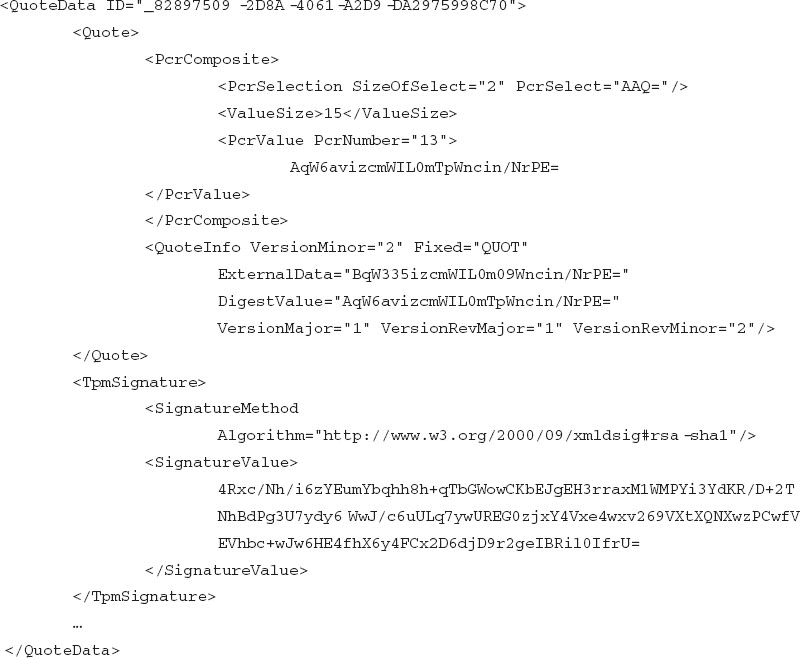 <QuoteData ID="_82897509 -2D8A -4061 -A2D9 -DA2975998C70">
<Quote>
<PcrComposite>
<PcrSelection SizeOfSelect="2" PcrSelect="AAQ="/>
<ValueSize>15</ValueSize>
<PcrValue PcrNumber="13">
AqW6avizcmWIL0mTpWncin/NrPE=
</PcrValue>
</PcrComposite>
<QuoteInfo VersionMinor="2" Fixed="QUOT"
ExternalData="BqW335izcmWIL0m09Wncin/NrPE="
DigestValue="AqW6avizcmWIL0mTpWncin/NrPE="
VersionMajor="1" VersionRevMajor="1" VersionRevMinor="2"/>
</Quote>
<TpmSignature>
<SignatureMethod
Algorithm="http://www.w3.org/2000/09/xmldsig#rsa -sha1"/>
<SignatureValue>
4Rxc/Nh/i6zYEumYbqhh8h+qTbGWowCKbEJgEH3rraxM1WMPYi3YdKR/D+2T
NhBdPg3U7ydy6 WwJ/c6uULq7ywUREG0zjxY4Vxe4wxv269VXtXQNXwzPCwfV
EVhbc+wJw6HE4fhX6y4FCx2D6djD9r2geIBRil0IfrU=
</SignatureValue>
</TpmSignature>
…
</QuoteData>